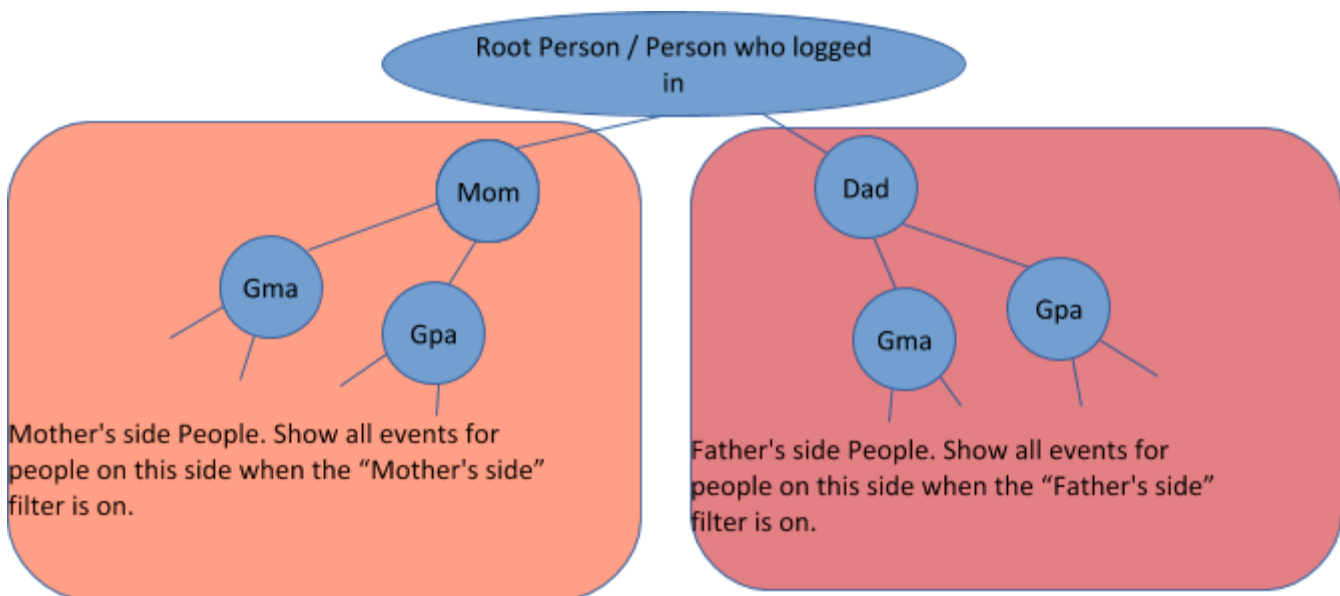 Root Person / Person who logged
in
Mom
Dad
Gma
Gpa
Gma
Gpa
Mother's side People. Show all events for
people on this side when the “Mother's side”
filter is on.
Father's side People. Show all events for
people on this side when the “Father's side”
filter is on.